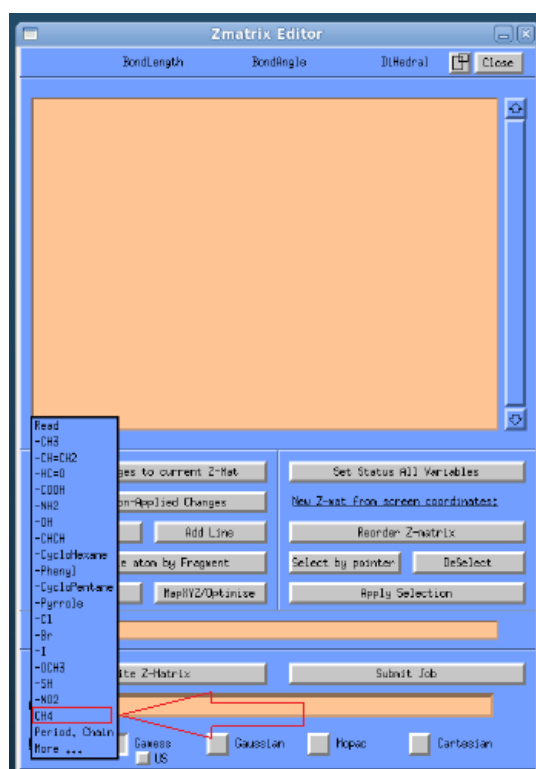 Zmatrix Editor
BondLength BondAngle DiHedral Close
Read
-CH3
-CH=CH2
-HC=O
-COOH
-NH2
-OH
-CHCH
-CycloHexane
-Phenyl
-CycloPentane
-Pyrrole
-Cl
-Br
-I
-OCH3
-SH
-NO2
CH4
Period. Chain
More ...
ges to current Z-Mat Set Status All Variables
on-Applied Changes New Z-mat from screen coordinates:
Add Line Reorder Z-matrix
e atom by Fragment Select by pointer DeSelect
MapXYZ/Optimise Apply Selection
ite Z-Matrix Submit Job
Gamess Gaussian Mopac Cartesian
US